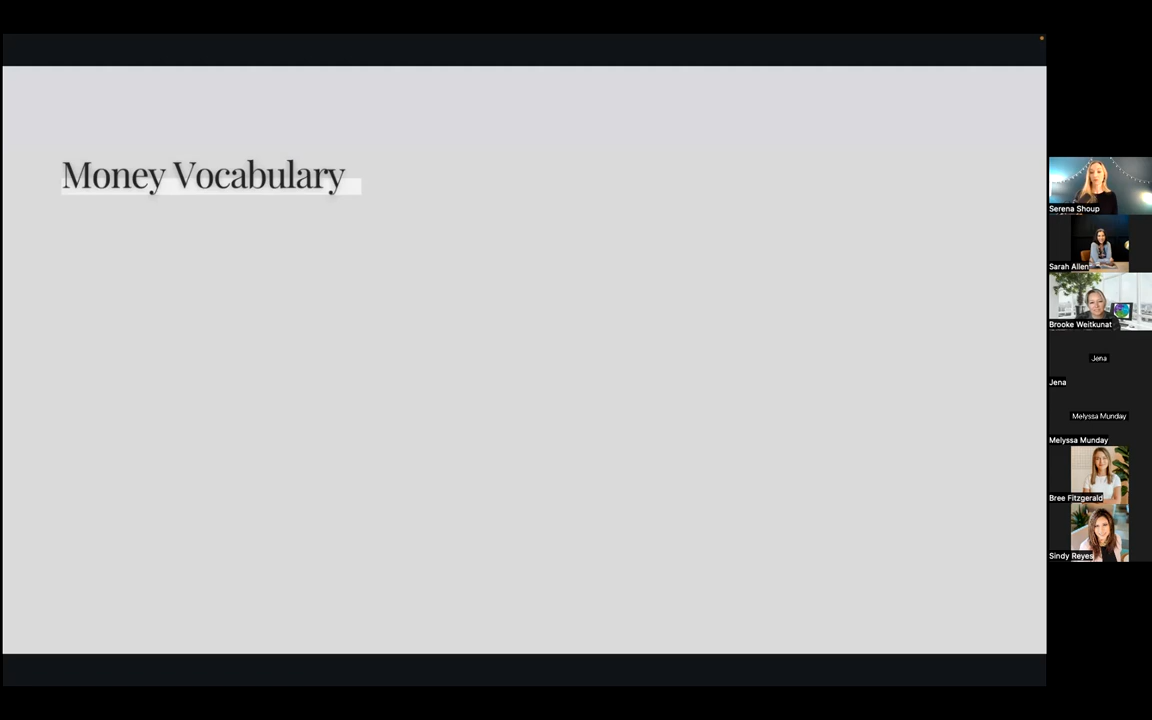 Money Vocabulary
Serena Shoup
Sarah Allen
Brooke Weitkunat
Jena
Jena
Melyssa Munday
Melyssa Munday
Bree Fitzgerald
Sindy Reyes